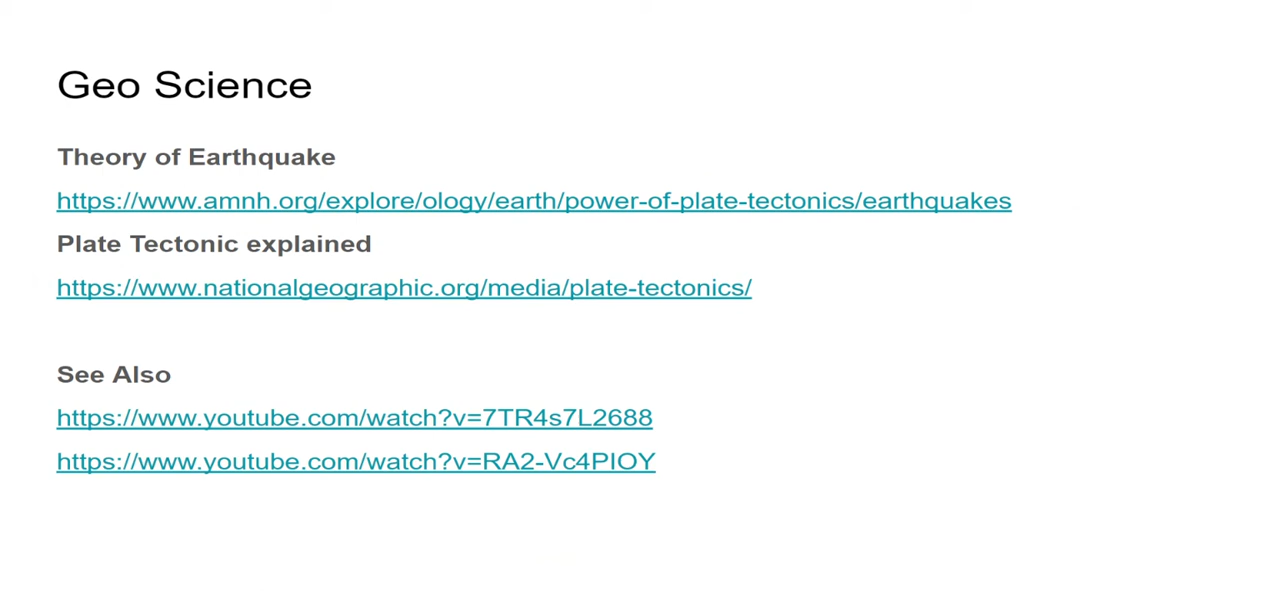 Geo Science
Theory of Earthquake
https://www.amnh.org/explore/ology/earth/power-of-plate-tectonics/earthquakes
Plate Tectonic explained
https://www.nationalgeographic.org/media/plate-tectonics/
See Also
https://www.youtube.com/watch?v=7TR4s7L2688
https://www.youtube.com/watch?v=RA2-Vc4PIOY